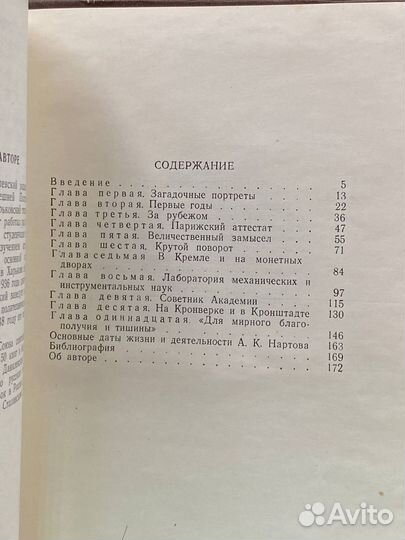 АВТОРЕ
СОДЕРЖАНИЕ
Введение 5
Глава первая. Загадочные портреты 13
Глава вторая. Первые годы 22
Глава третья. За рубежом 36
Глава четвертая. Парижский аттестат 47
Глава пятая. Величественный замысел 55
Глава шестая. Крутой поворот 71
Глава седьмая В Кремле и на монетных
дворах 84
Глава восьмая. Лаборатория механических и
инструментальных наук 97
Глава девятая. Советник Академии 115
Глава десятая. На Кронверке и в Кронштадте 130
Глава одиннадцатая. «Для мирного благо-
получия и тишины» 146
Основные даты жизни и деятельности А. К. Нартова 163
Библиография 169
Об авторе 172
Avito